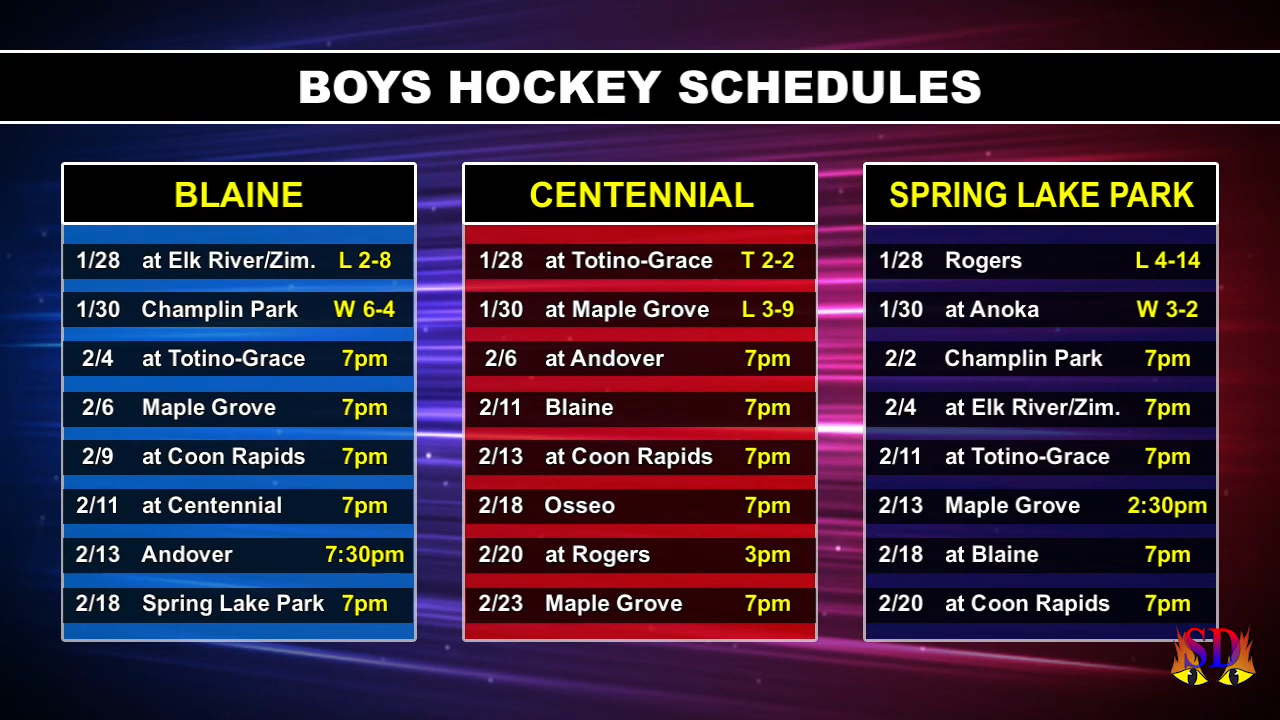 BOYS HOCKEY SCHEDULES
BLAINE
1/28 at Elk River/Zim. L 2-8
1/30 Champlin Park W 6-4
2/4 at Totino-Grace 7pm
2/6 Maple Grove 7pm
2/9 at Coon Rapids 7pm
2/11 at Centennial 7pm
2/13 Andover 7:30pm
2/18 Spring Lake Park 7pm
CENTENNIAL
1/28 at Totino-Grace T 2-2
1/30 at Maple Grove L 3-9
2/6 at Andover 7pm
2/11 Blaine 7pm
2/13 at Coon Rapids 7pm
2/18 Osseo 7pm
2/20 at Rogers 3pm
2/23 Maple Grove 7pm
SPRING LAKE PARK
1/28 Rogers L 4-14
1/30 at Anoka W 3-2
2/2 Champlin Park 7pm
2/4 at Elk River/Zim. 7pm
2/11 at Totino-Grace 7pm
2/13 Maple Grove 2:30pm
2/18 at Blaine 7pm
2/20 at Coon Rapids 7pm
SD